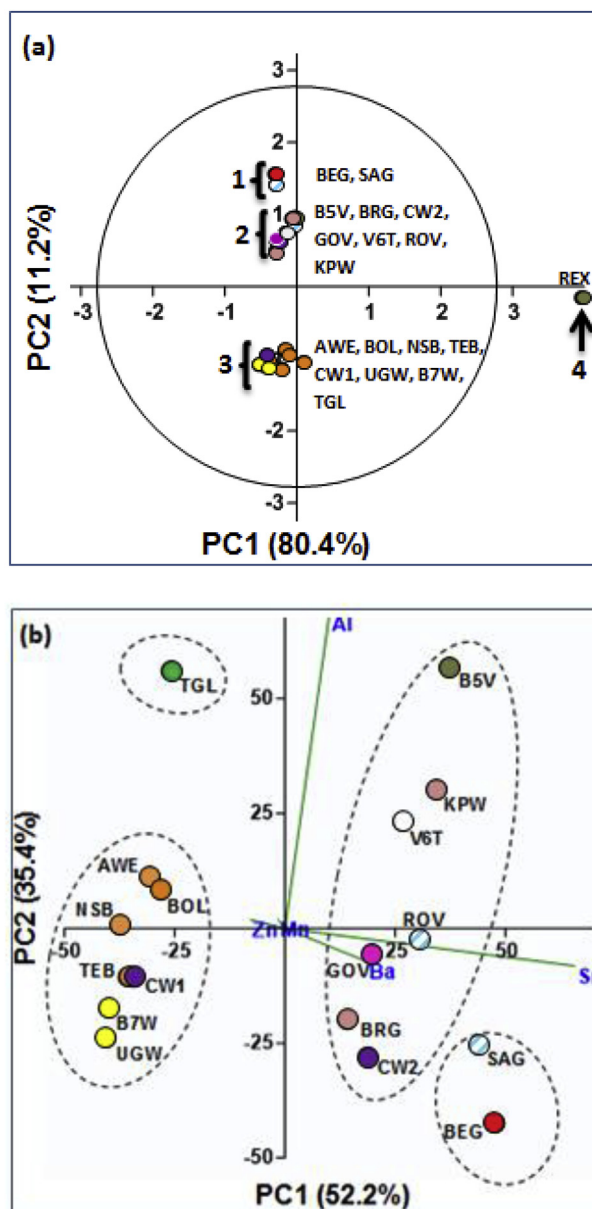 (a)
3
2
1
BEG, SAG
1
B5V, BRG, CW2,
2
GOV, V6T, ROV,
KPW
REX
PC2 (11.2%)
-3 -2 -1 1 2 3
4
AWE, BOL, NSB, TEB,
3
CW1, UGW, B7W,
TGL
-2
-3
PC1 (80.4%)
(b)
Al
TGL
50
B5V
KPW
25
V6T
PC2 (35.4%)
AWE
BOL
NSB
ROV
ZnMn
-50 -25 25 50
TEB
CW1
GOV
Ba
B7W
UGW
-25
BRG
CW2
SAG
BEG
-50
PC1 (52.2%)